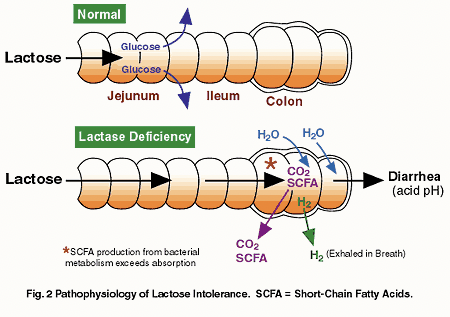 Normal
Lactose
Glucose
Glucose
Jejunum
Ileum
Colon
Lactase Deficiency
H2O
H2O
Lactose
*
CO2
SCFA
H2
Diarrhea
(acid pH)
*SCFA production from bacterial
metabolism exceeds absorption
CO2
SCFA
H2 (Exhaled in Breath)
Fig. 2 Pathophysiology of Lactose Intolerance. SCFA = Short-Chain Fatty Acids.